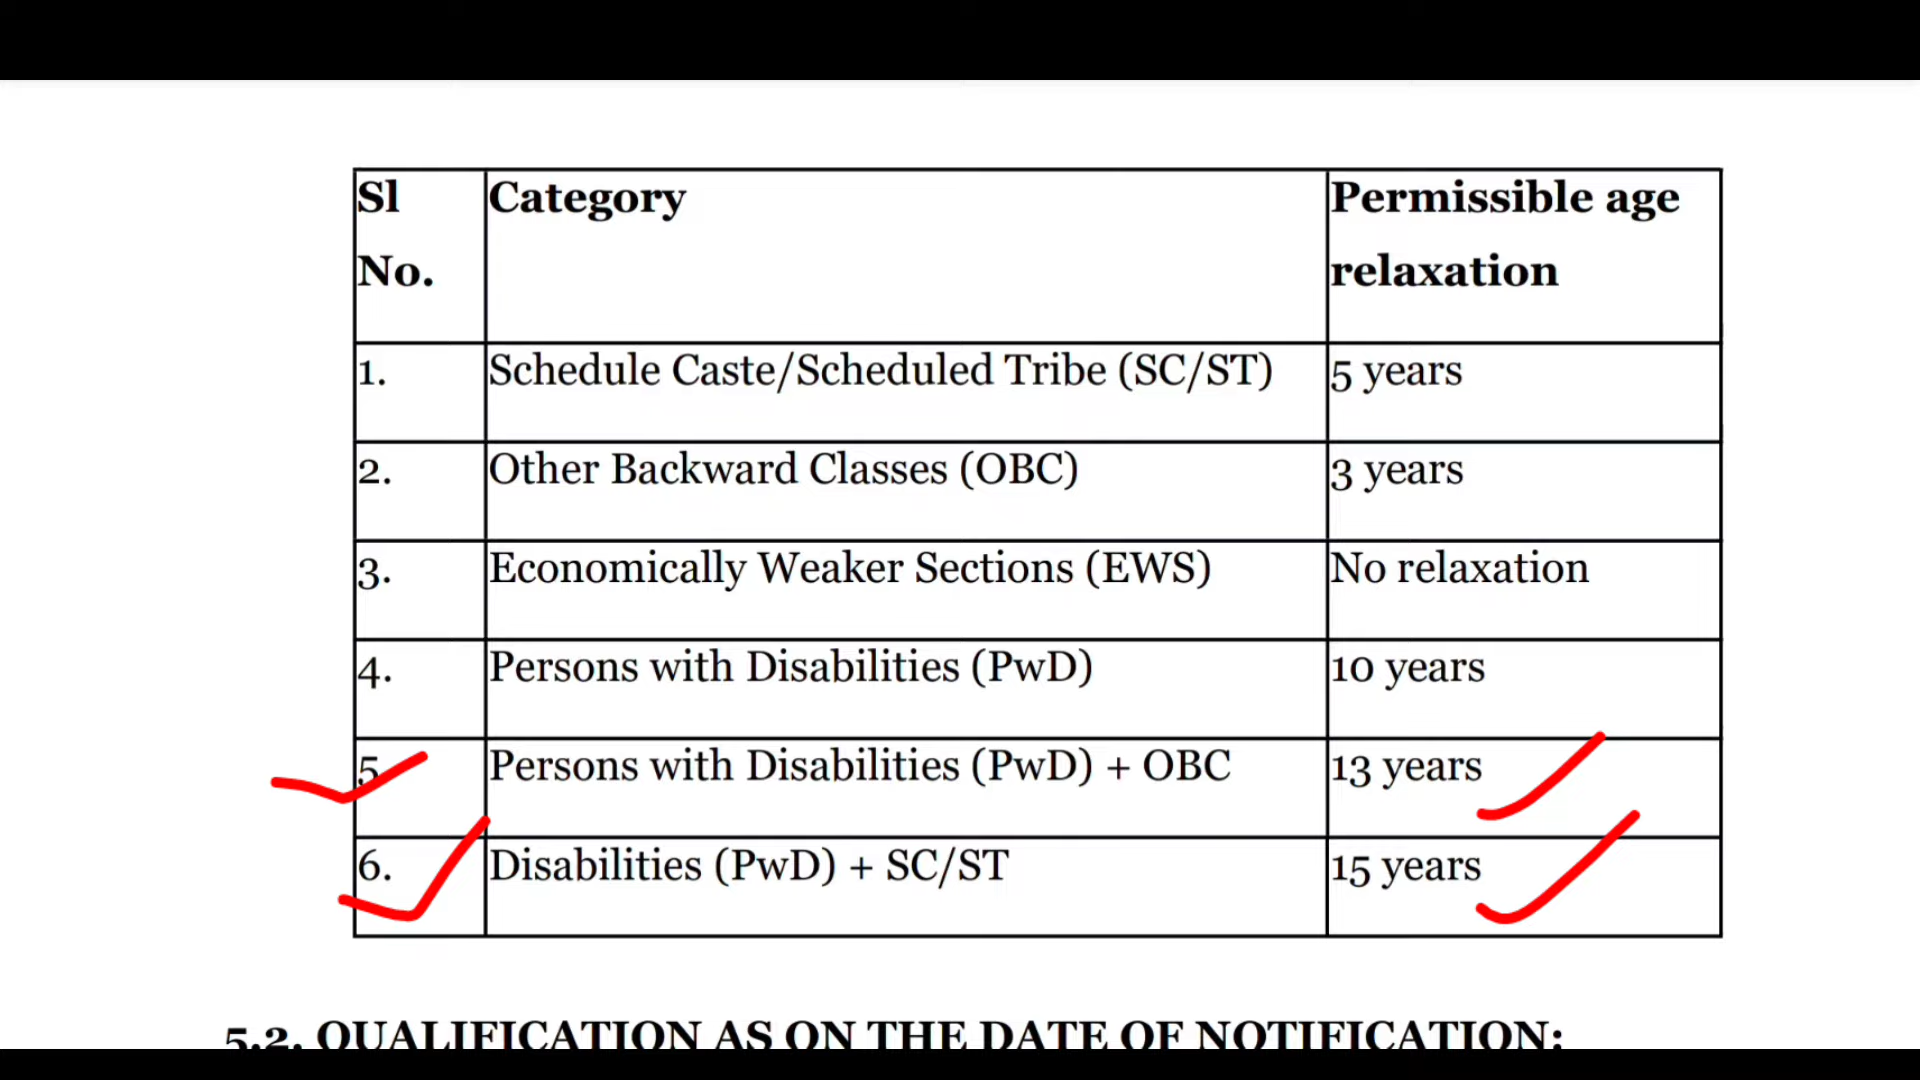 Sl No. Category Permissible age relaxation
1. Schedule Caste/Scheduled Tribe (SC/ST) 5 years
2. Other Backward Classes (OBC) 3 years
3. Economically Weaker Sections (EWS) No relaxation
4. Persons with Disabilities (PwD) 10 years
5 Persons with Disabilities (PwD) + OBC 13 years
6. Disabilities (PwD) + SC/ST 15 years
5.2. QUALIFICATION AS ON THE DATE OF NOTIFICATION: